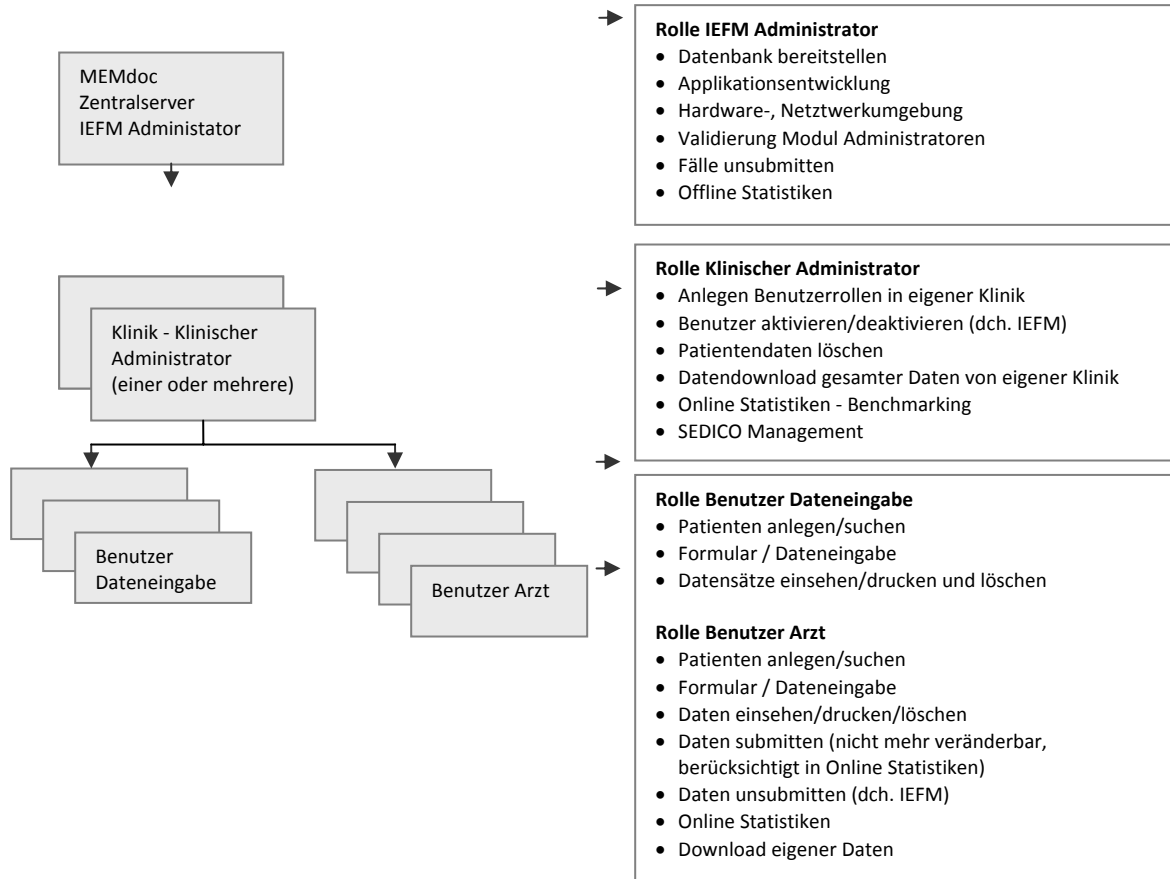 MEMdoc
Zentralserver
IEFM Administator
Klinik - Klinischer
Administrator
(einer oder mehrere)
Benutzer
Dateneingabe
Benutzer Arzt
Rolle IEFM Administrator
• Datenbank bereitstellen
• Applikationsentwicklung
• Hardware-, Netztwerkumgebung
• Validierung Modul Administratoren
• Fälle unsubmitten
• Offline Statistiken
Rolle Klinischer Administrator
• Anlegen Benutzerrollen in eigener Klinik
• Benutzer aktivieren/deaktivieren (dch. IEFM)
• Patientendaten löschen
• Datendownload gesamter Daten von eigener Klinik
• Online Statistiken - Benchmarking
• SEDICO Management
Rolle Benutzer Dateneingabe
• Patienten anlegen/suchen
• Formular / Dateneingabe
• Datensätze einsehen/drucken und löschen
Rolle Benutzer Arzt
• Patienten anlegen/suchen
• Formular / Dateneingabe
• Daten einsehen/drucken/löschen
• Daten submitten (nicht mehr veränderbar,
berücksichtigt in Online Statistiken)
• Daten unsubmitten (dch. IEFM)
• Online Statistiken
• Download eigener Daten